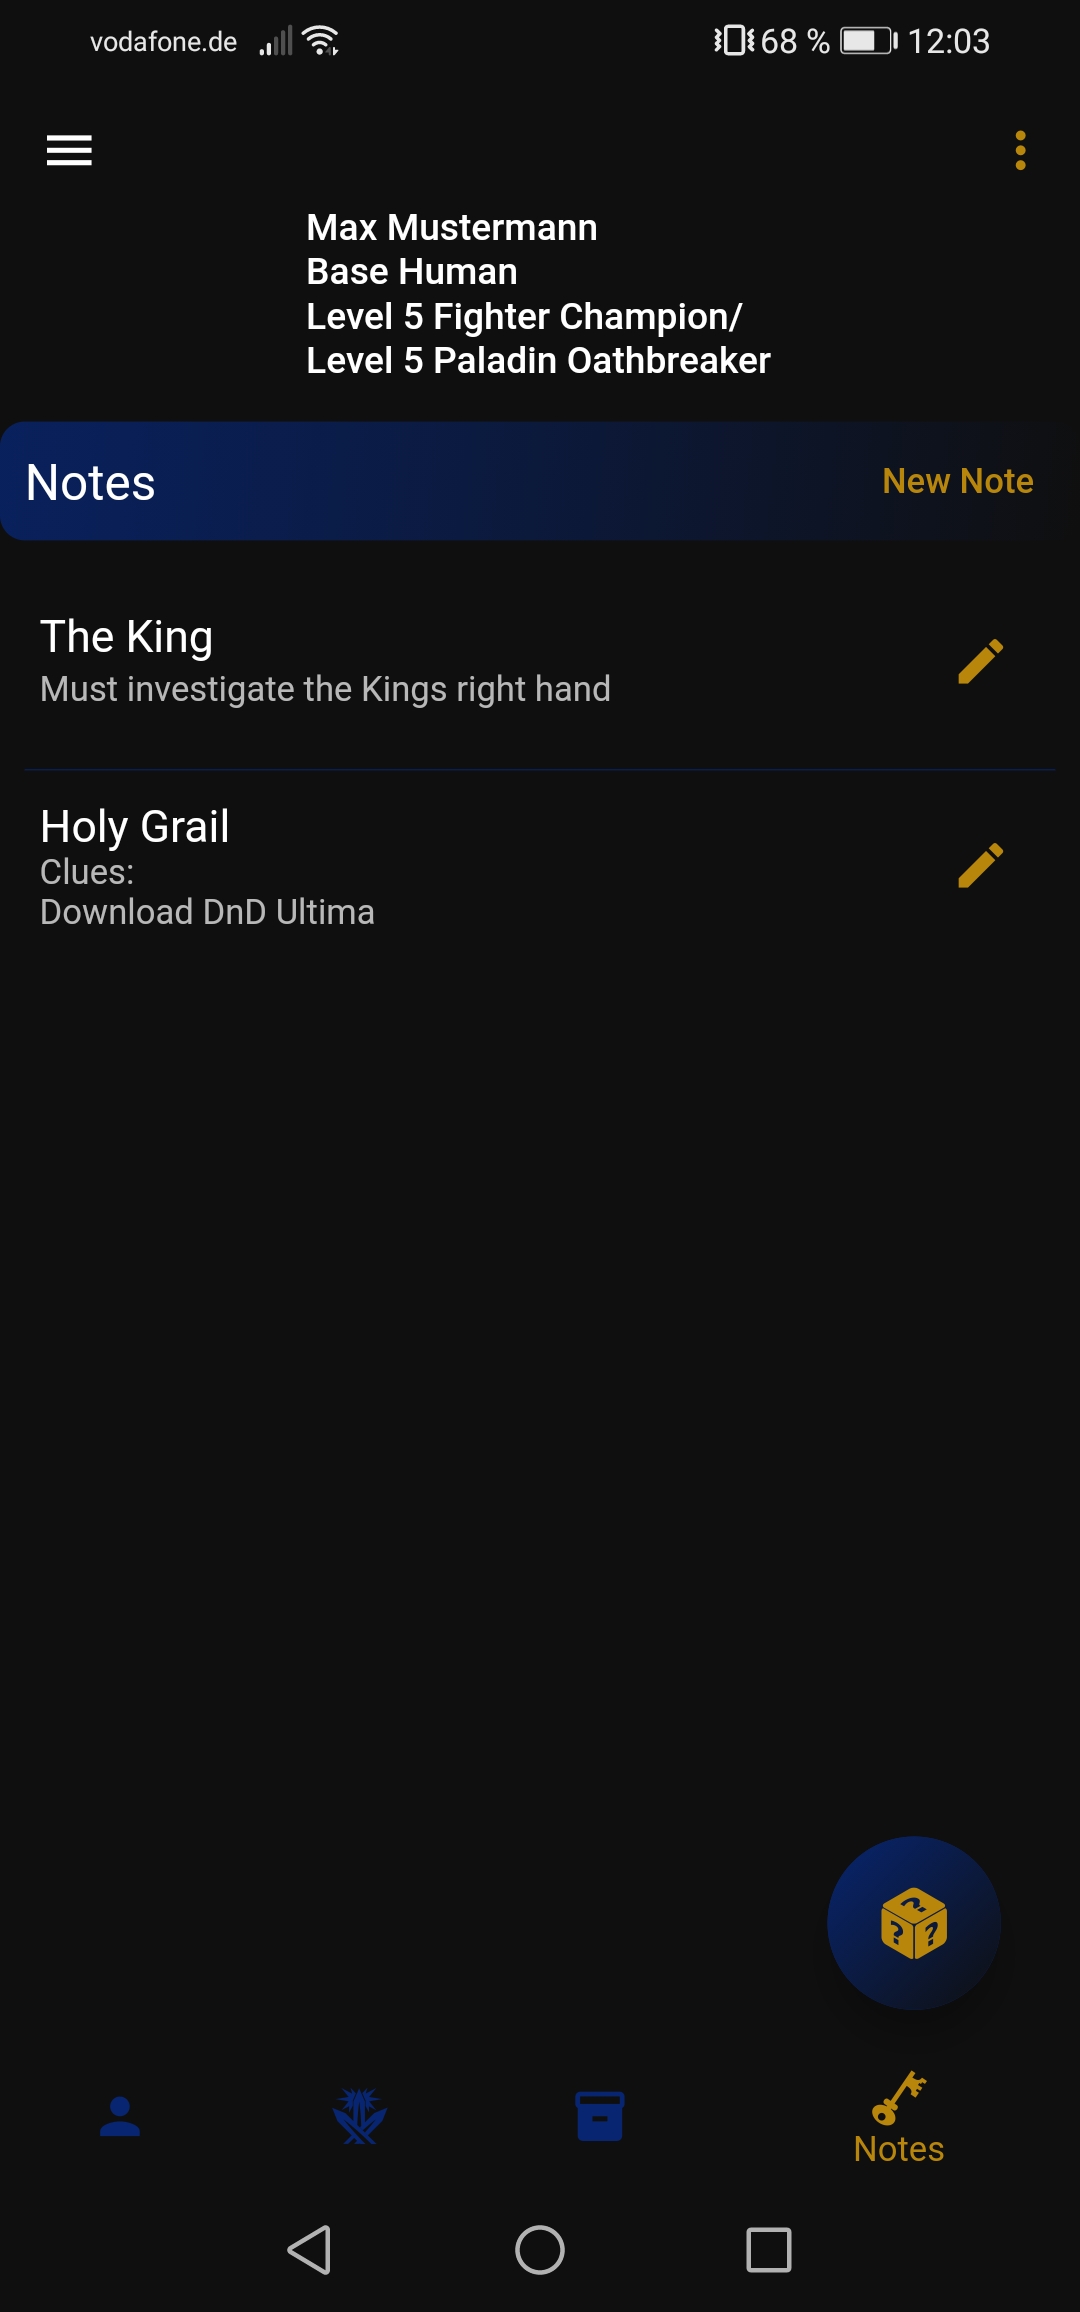 vodafone.de 68 % 12:03
Max Mustermann
Base Human
Level 5 Fighter Champion/
Level 5 Paladin Oathbreaker
Notes New Note
The King
Must investigate the Kings right hand
Holy Grail
Clues:
Download DnD Ultima
? ? ?
Notes